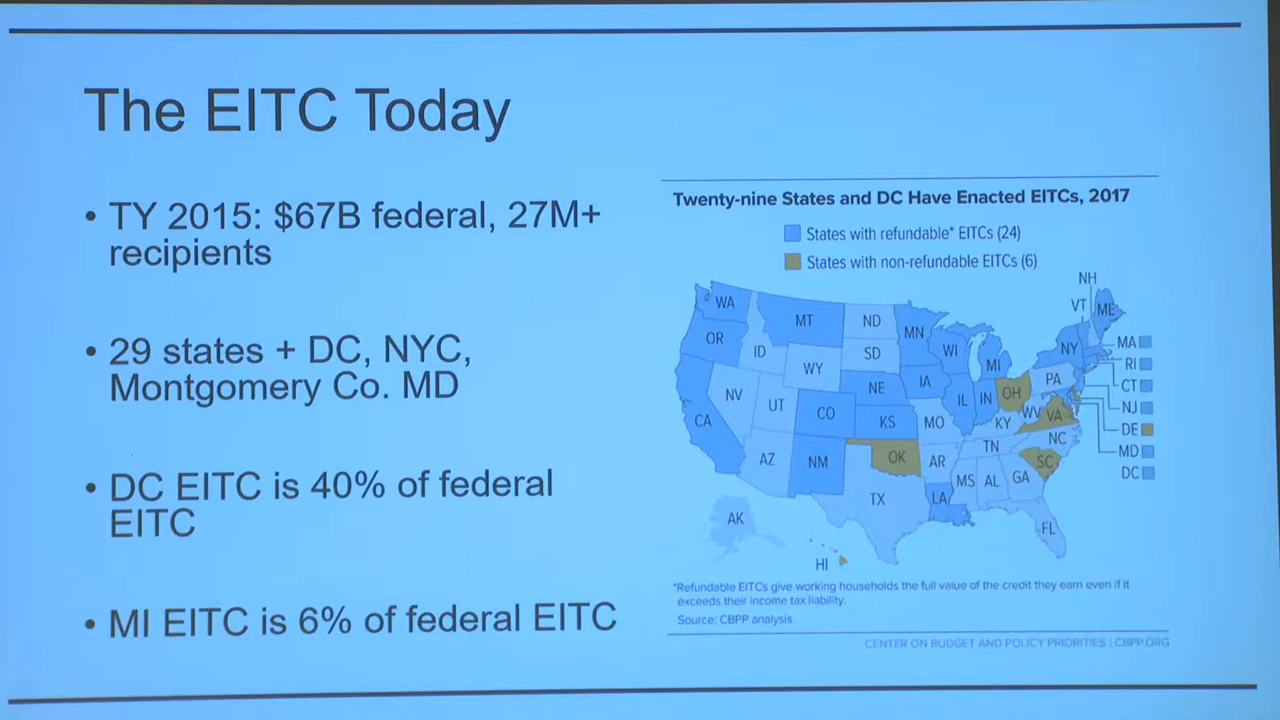 The EITC Today
• TY 2015: $67B federal, 27M+
recipients
• 29 states + DC, NYC,
Montgomery Co. MD
• DC EITC is 40% of federal
EITC
• MI EITC is 6% of federal EITC
Twenty-nine States and DC Have Enacted EITCs, 2017
States with refundable* EITCs (24)
States with non-refundable EITCs (6)
NH
VT
ME
WA
MT
ND
MN
OR
ID
SD
WI
MI
NY
MA
RI
WY
IA
PA
CT
NV
UT
NE
IL
IN
OH
NJ
CA
CO
KS
MO
KY
WV
VA
DE
NC
MD
AZ
NM
OK
AR
TN
SC
DC
TX
LA
MS
AL
GA
AK
FL
HI
*Refundable EITCs give working households the full value of the credit they earn even if it
exceeds their income tax liability.
Source: CBPP analysis
CENTER ON BUDGET AND POLICY PRIORITIES | CBPP.ORG